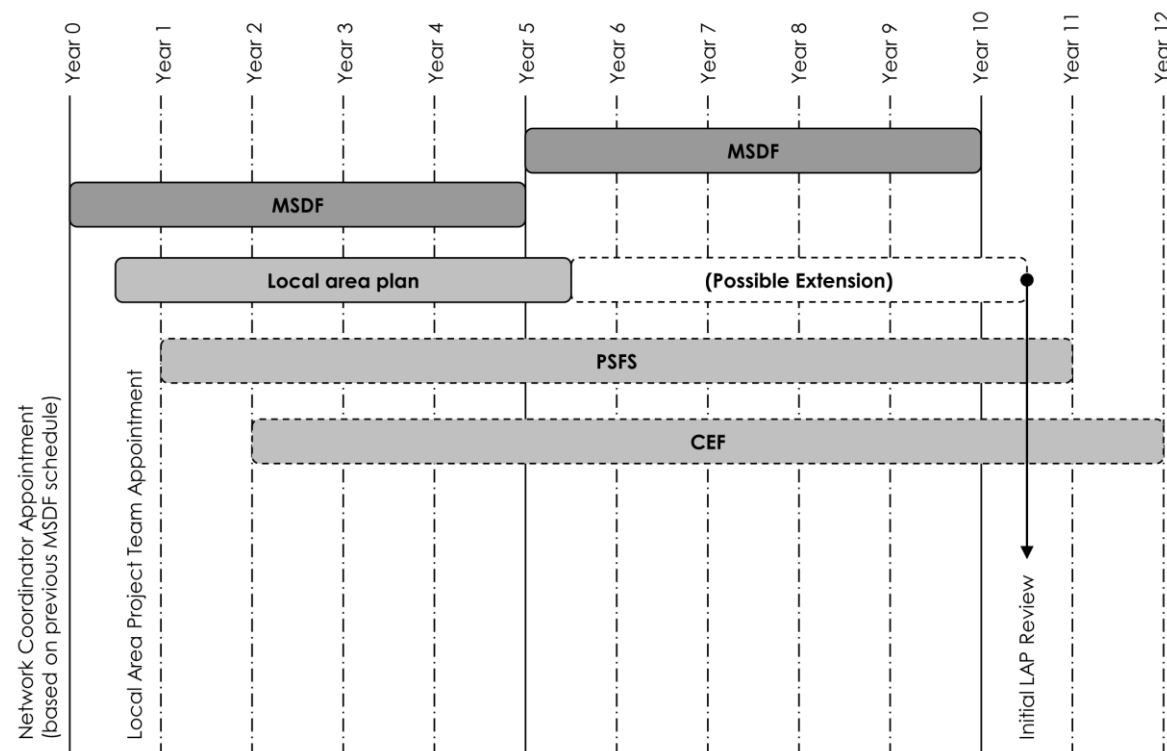 Year 0
Year 1
Year 2
Year 3
Year 4
Year 5
Year 6
Year 7
Year 8
Year 9
Year 10
Year 11
Year 12
MSDF
MSDF
Local area plan
(Possible Extension)
PSFS
CEF
Network Coordinator Appointment
(based on previous MSDF schedule)
Local Area Project Team Appointment
Initial LAP Review